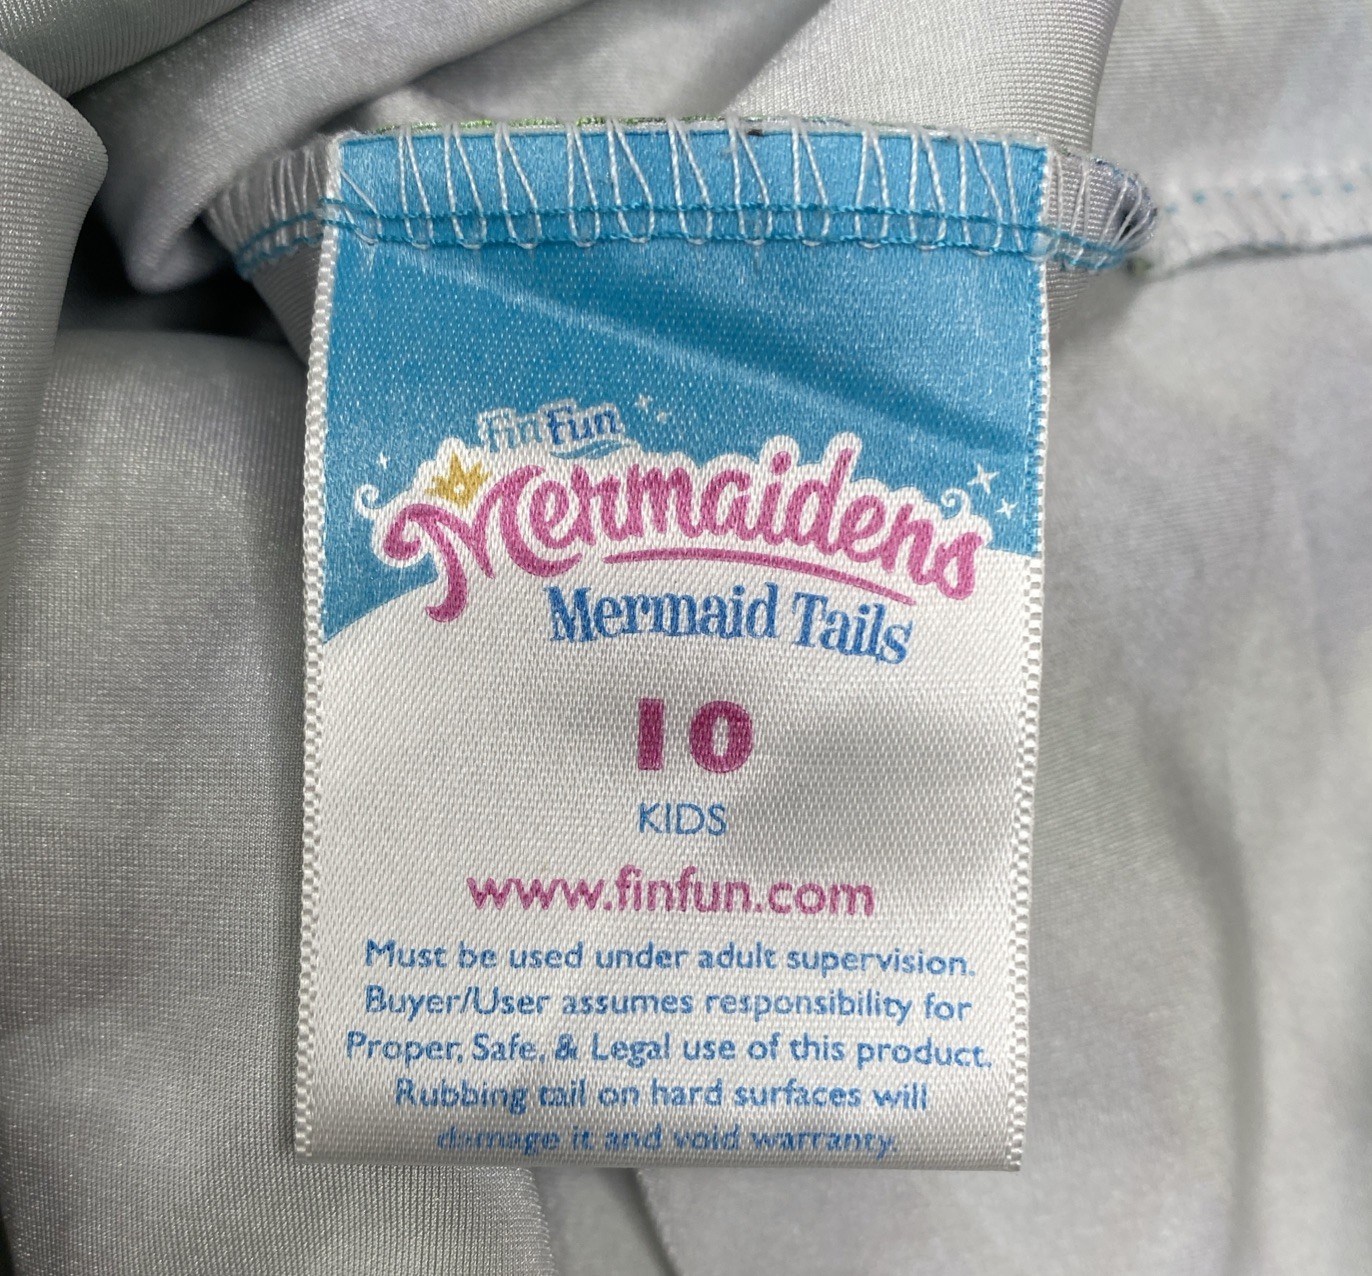 FinFun
Mermaidens
Mermaid Tails
10
KIDS
www.finfun.com
Must be used under adult supervision.
Buyer/User assumes responsibility for
Proper, Safe, & Legal use of this product.
Rubbing tail on hard surfaces will
damage it and void warranty.